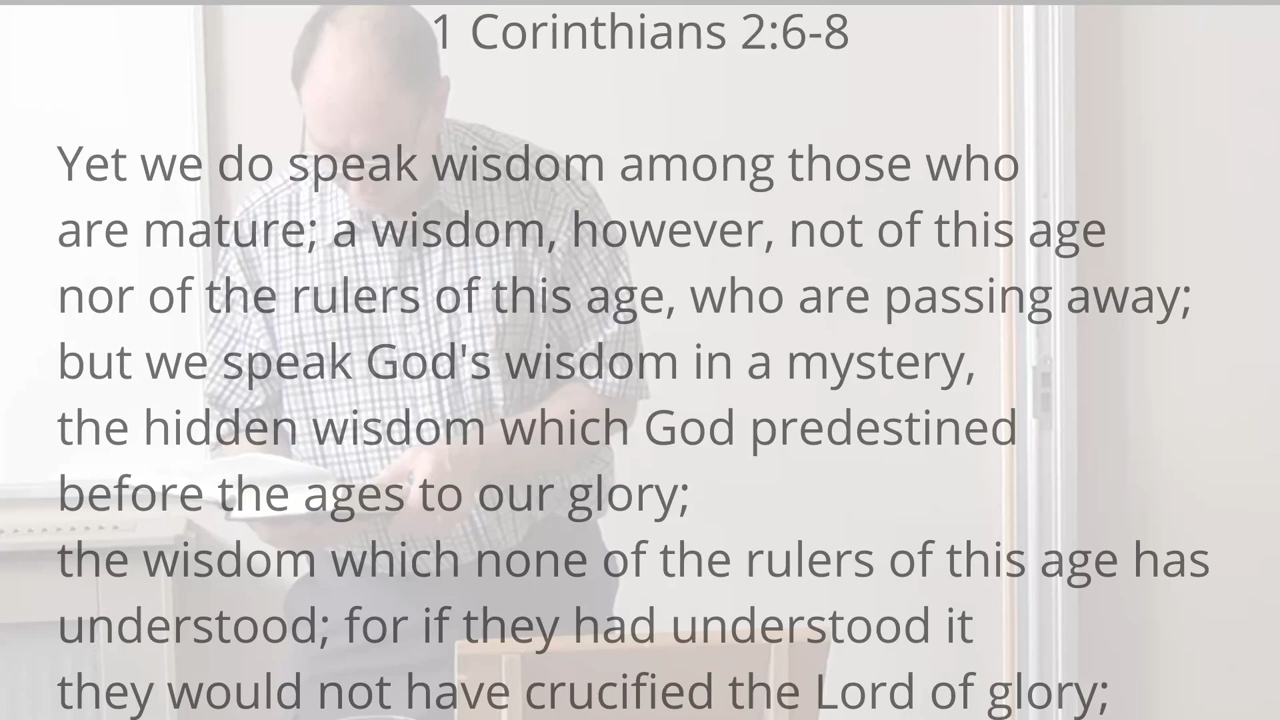 1 Corinthians 2:6-8
Yet we do speak wisdom among those who
are mature; a wisdom, however, not of this age
nor of the rulers of this age, who are passing away;
but we speak God's wisdom in a mystery,
the hidden wisdom which God predestined
before the ages to our glory;
the wisdom which none of the rulers of this age has
understood; for if they had understood it
they would not have crucified the Lord of glory;